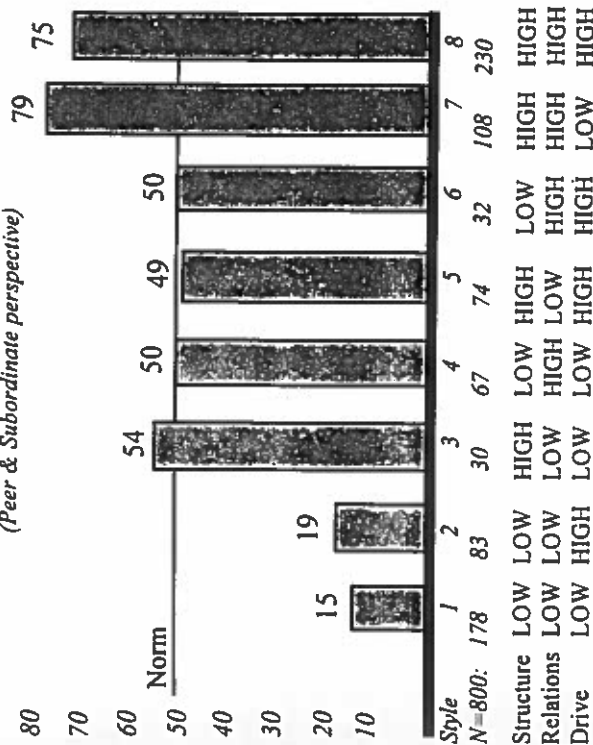 (Peer & Subordinate perspective)
80
70
60
50
40
30
20
10
Norm
15
19
54
50
49
50
79
75
Style 1 2 3 4 5 6 7 8
N=800: 178 83 30 67 74 32 108 230
Structure LOW LOW HIGH LOW HIGH LOW HIGH HIGH
Relations LOW LOW LOW HIGH LOW HIGH HIGH HIGH
Drive LOW HIGH LOW LOW HIGH HIGH LOW HIGH